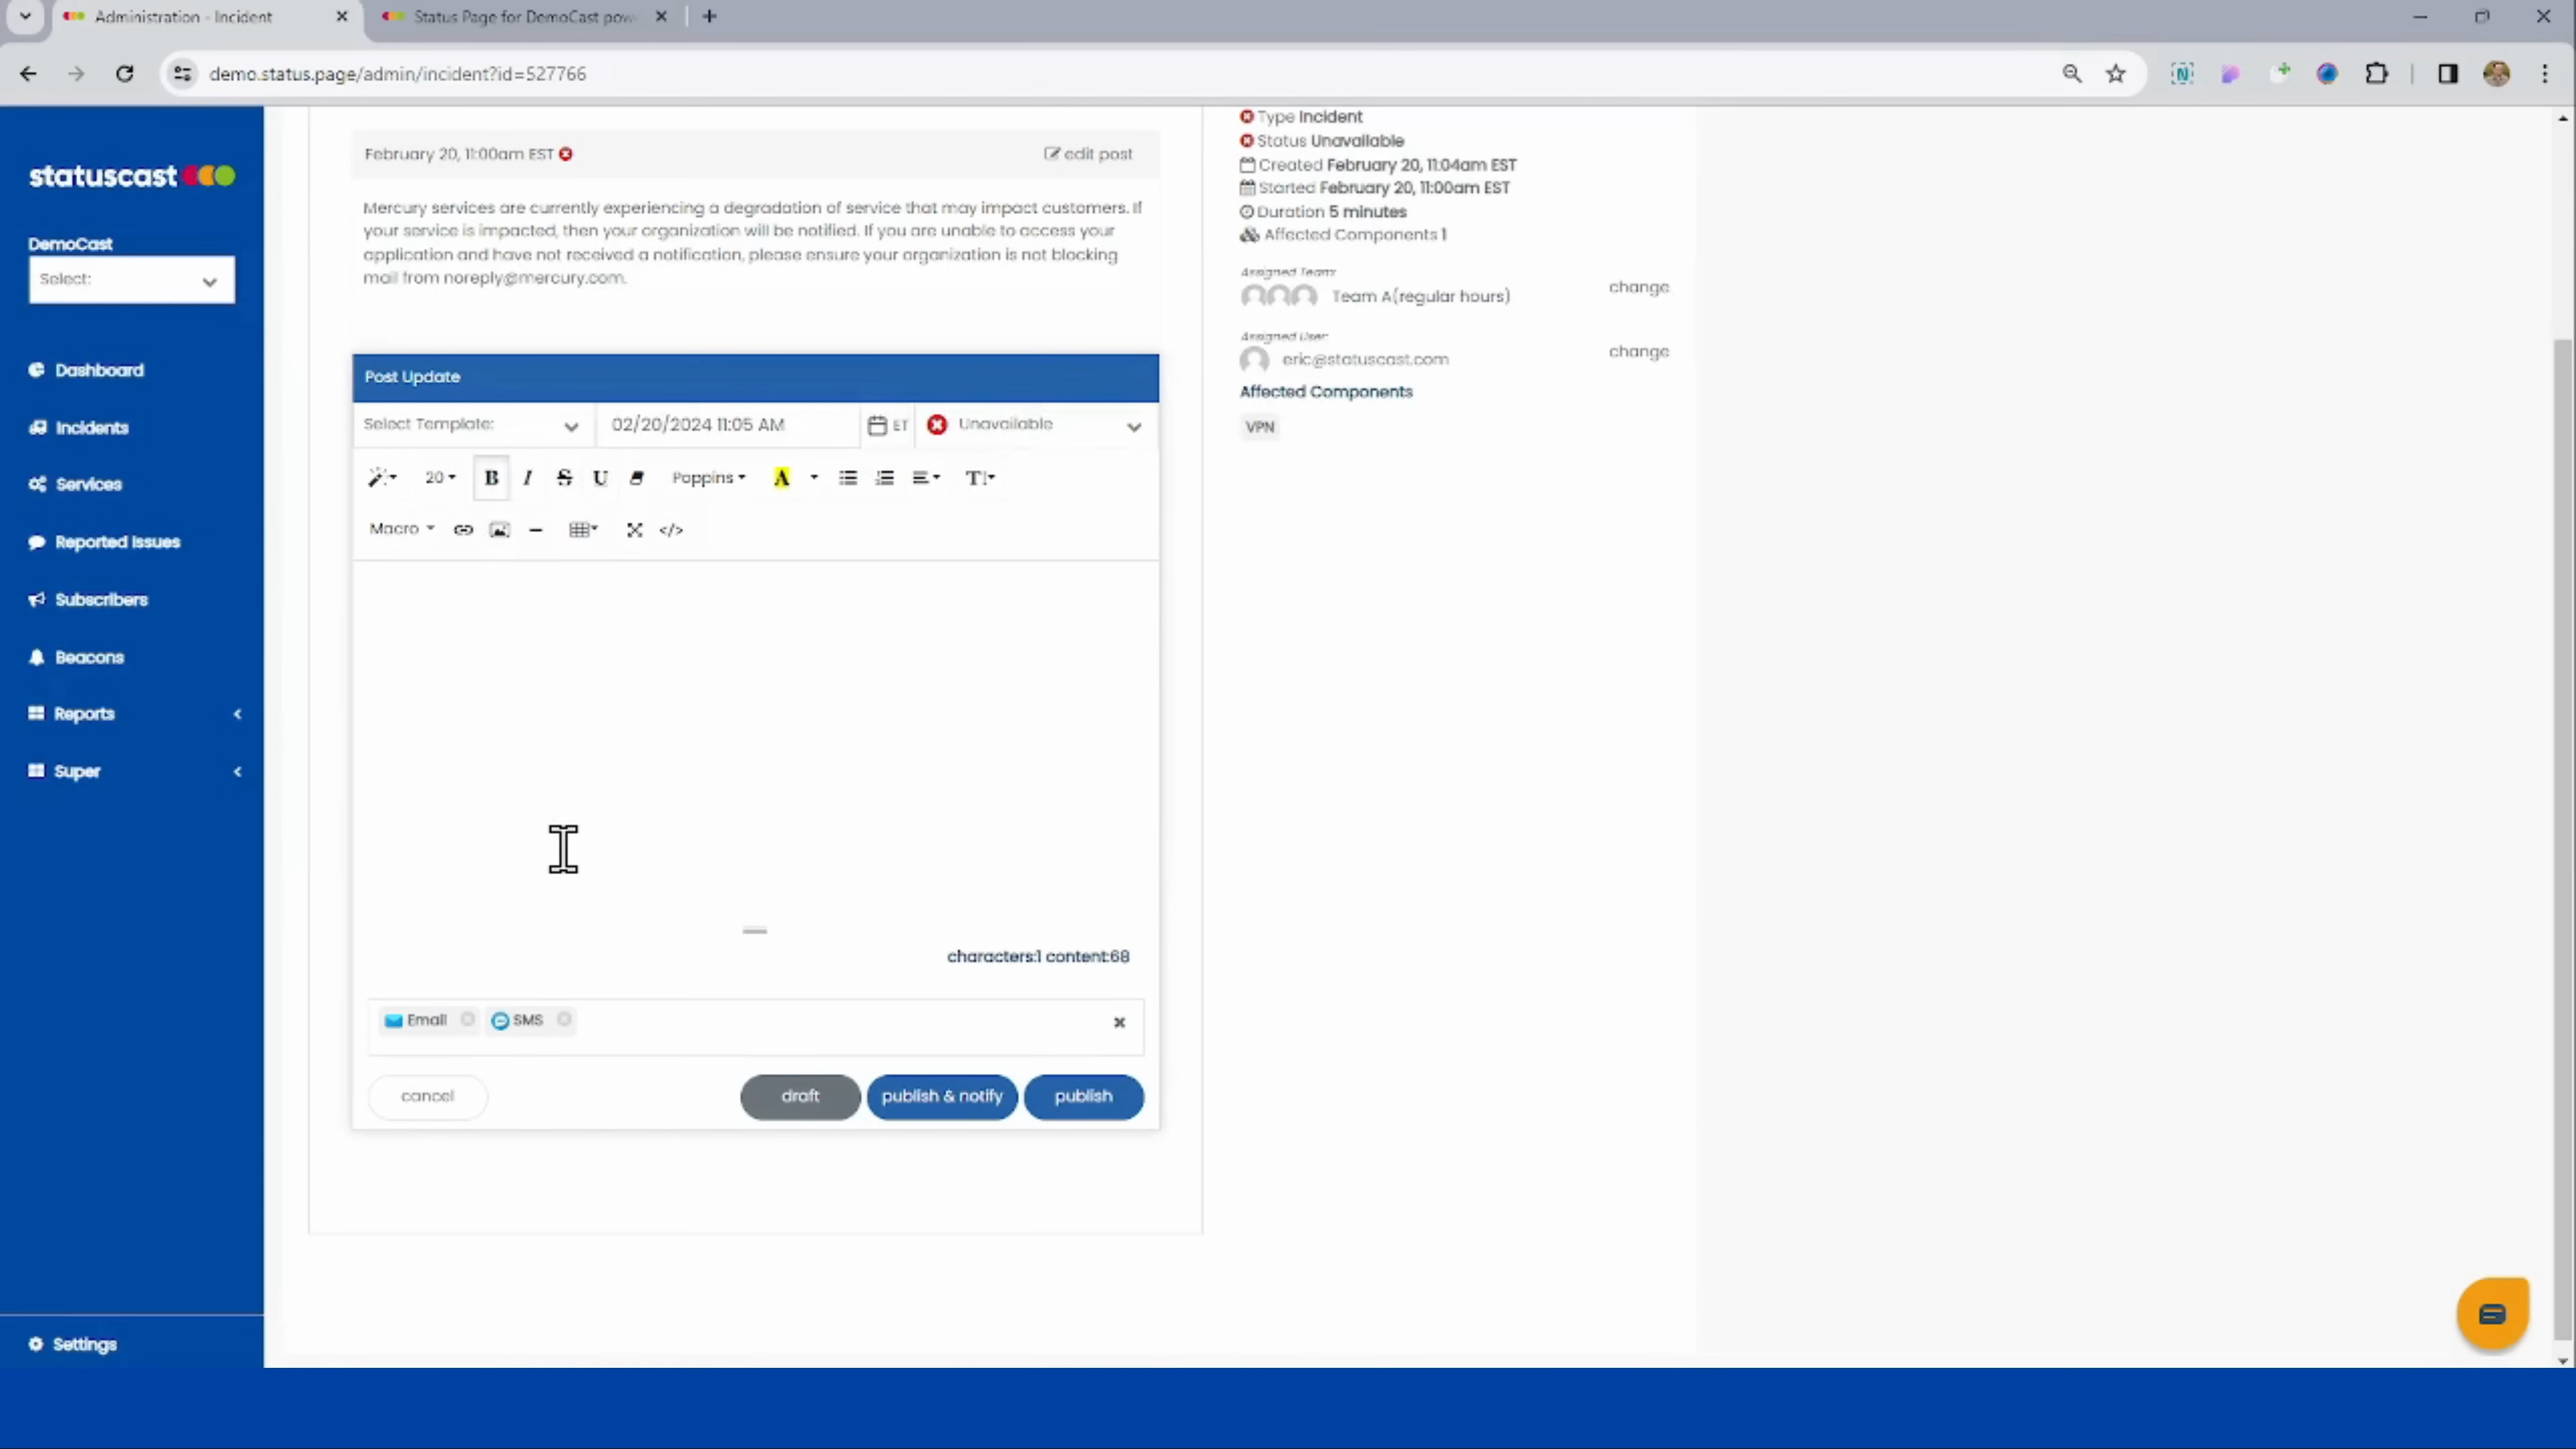 Administration - Incident
Status Page for DemoCast pow
demo.status.page/admin/incident?id=527766
statuscast
DemoCast
Select:
Dashboard
Incidents
Services
Reported Issues
Subscribers
Beacons
Reports
Super
Settings
February 20, 11:00am EST
edit post
Mercury services are currently experiencing a degradation of service that may impact customers. If
your service is impacted, then your organization will be notified. If you are unable to access your
application and have not received a notification, please ensure your organization is not blocking
mail from noreply@mercury.com.
Post Update
Select Template:
02/20/2024 11:05 AM
ET
Unavailable
20
B I S U
Poppins
A
T!
Macro
</>
characters:1 content:68
Email
SMS
cancel
draft
publish & notify
publish
Type Incident
Status Unavailable
Created February 20, 11:04am EST
Started February 20, 11:00am EST
Duration 5 minutes
Affected Components 1
Assigned Team:
Team A(regular hours)
change
Assigned User:
eric@statuscast.com
change
Affected Components
VPN